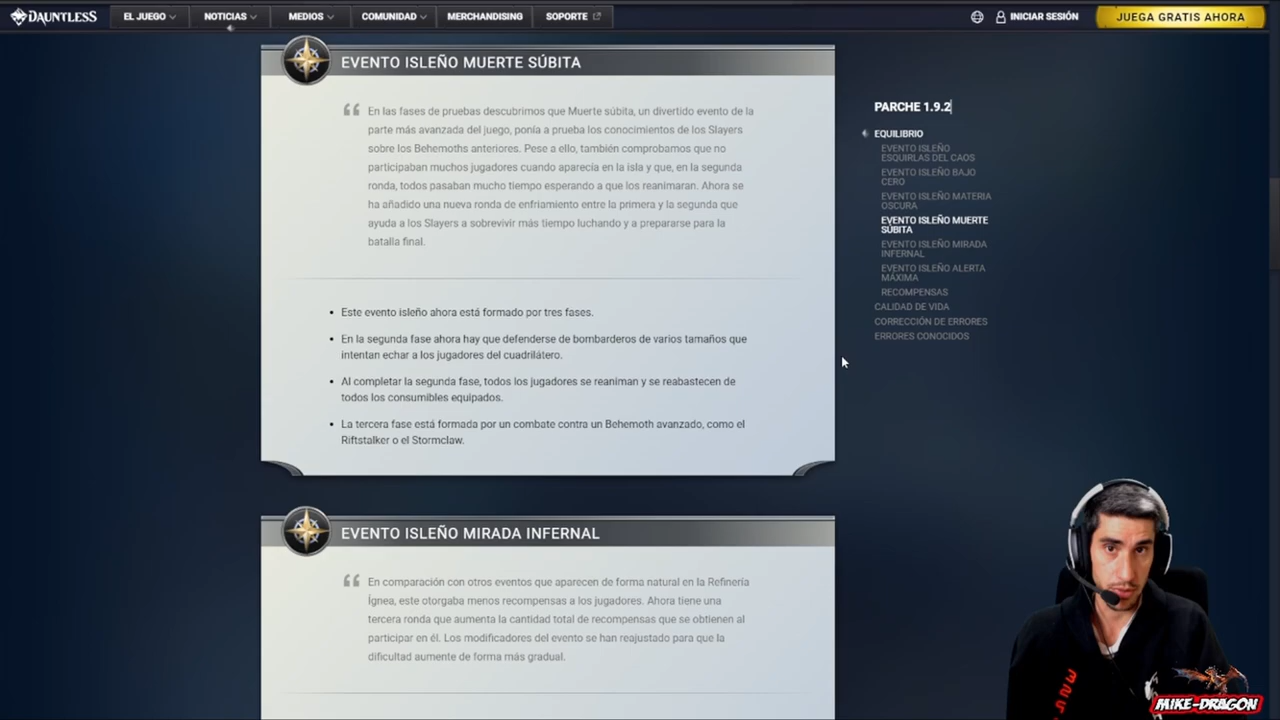 DAUNTLESS
EL JUEGO
NOTICIAS
MEDIOS
COMUNIDAD
MERCHANDISING
SOPORTE
INICIAR SESIÓN
JUEGA GRATIS AHORA
EVENTO ISLEÑO MUERTE SÚBITA
En las fases de pruebas descubrimos que Muerte súbita, un divertido evento de la
parte más avanzada del juego, ponía a prueba los conocimientos de los Slayers
sobre los Behemoths anteriores. Pese a ello, también comprobamos que no
participaban muchos jugadores cuando aparecía en la isla y que, en la segunda
ronda, todos pasaban mucho tiempo esperando a que los reanimaran. Ahora se
ha añadido una nueva ronda de enfriamiento entre la primera y la segunda que
ayuda a los Slayers a sobrevivir más tiempo luchando y a prepararse para la
batalla final.
• Este evento isleño ahora está formado por tres fases.
• En la segunda fase ahora hay que defenderse de bombarderos de varios tamaños que
intentan echar a los jugadores del cuadrilátero.
• Al completar la segunda fase, todos los jugadores se reaniman y se reabastecen de
todos los consumibles equipados.
• La tercera fase está formada por un combate contra un Behemoth avanzado, como el
Riftstalker o el Stormclaw.
EVENTO ISLEÑO MIRADA INFERNAL
En comparación con otros eventos que aparecen de forma natural en la Refinería
Ígnea, este otorgaba menos recompensas a los jugadores. Ahora tiene una
tercera ronda que aumenta la cantidad total de recompensas que se obtienen al
participar en él. Los modificadores del evento se han reajustado para que la
dificultad aumente de forma más gradual.
PARCHE 1.9.2
EQUILIBRIO
EVENTO ISLEÑO
ESQUIRLAS DEL CAOS
EVENTO ISLEÑO BAJO
CERO
EVENTO ISLEÑO MATERIA
OSCURA
EVENTO ISLEÑO MUERTE
SÚBITA
EVENTO ISLEÑO MIRADA
INFERNAL
EVENTO ISLEÑO ALERTA
MÁXIMA
RECOMPENSAS
CALIDAD DE VIDA
CORRECCIÓN DE ERRORES
ERRORES CONOCIDOS
MIKE-DRAGON